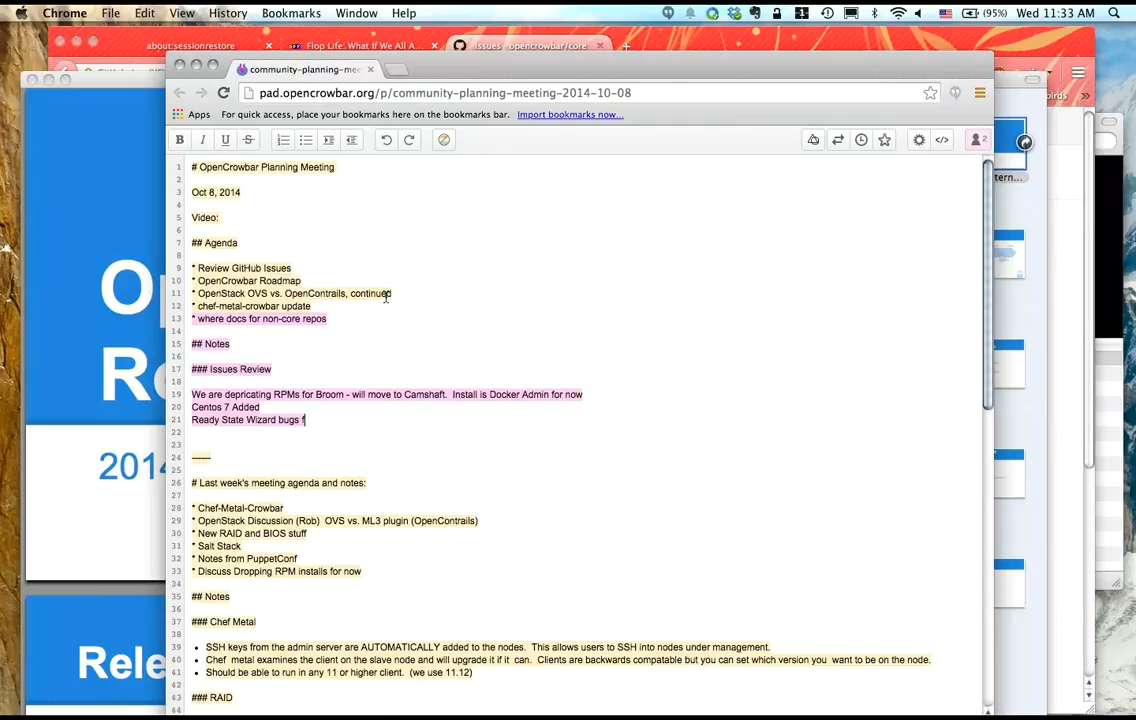 Chrome File Edit View History Bookmarks Window Help (95%) Wed 11:33 AM
about:sessionrestore Flop Life: What If We All A... Issues · opencrowbar/core
community-planning-mee
pad.opencrowbar.org/p/community-planning-meeting-2014-10-08
Apps For quick access, place your bookmarks here on the bookmarks bar. Import bookmarks now...
B I U S 2
1 # OpenCrowbar Planning Meeting
2
3 Oct 8, 2014
4
5 Video:
6
7 ## Agenda
8
9 * Review GitHub Issues
10 * OpenCrowbar Roadmap
11 * OpenStack OVS vs. OpenContrails, continued
12 * chef-metal-crowbar update
13 * where docs for non-core repos
14
15 ## Notes
16
17 ### Issues Review
18
19 We are depricating RPMs for Broom - will move to Camshaft. Install is Docker Admin for now
20 Centos 7 Added
21 Ready State Wizard bugs f
22
23
24 ------
25
26 # Last week's meeting agenda and notes:
27
28 * Chef-Metal-Crowbar
29 * OpenStack Discussion (Rob) OVS vs. ML3 plugin (OpenContrails)
30 * New RAID and BIOS stuff
31 * Salt Stack
32 * Notes from PuppetConf
33 * Discuss Dropping RPM installs for now
34
35 ## Notes
36
37 ### Chef Metal
38
39 • SSH keys from the admin server are AUTOMATICALLY added to the nodes. This allows users to SSH into nodes under management.
40 • Chef metal examines the client on the slave node and will upgrade it if it can. Clients are backwards compatable but you can set which version you want to be on the node.
41 • Should be able to run in any 11 or higher client. (we use 11.12)
42
43 ### RAID
44
Op
Ro
2014
Rele
tern...
birds